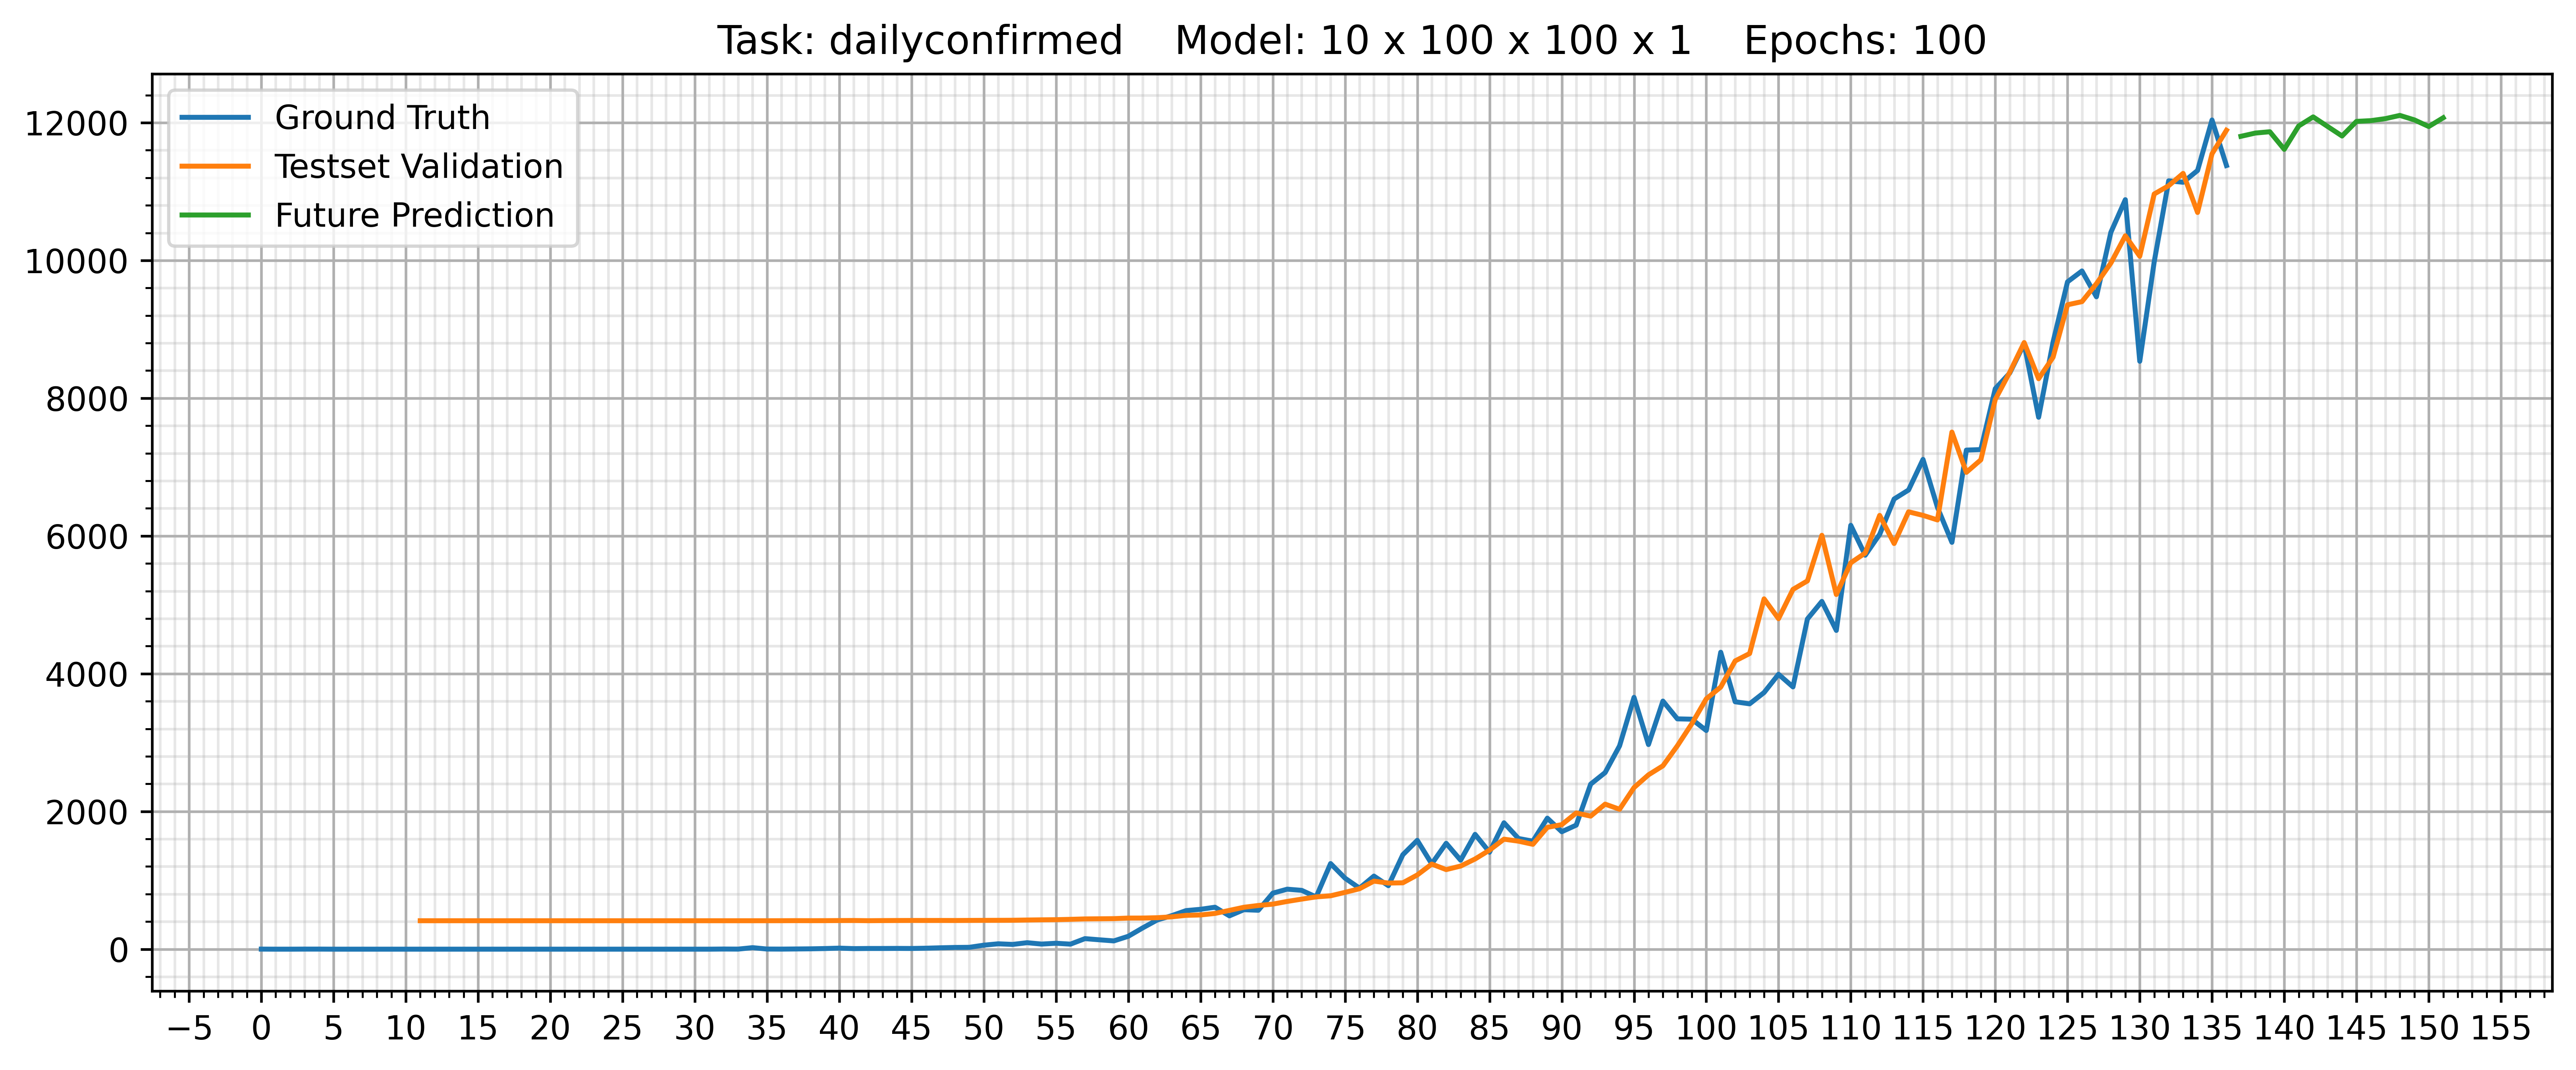 Task: dailyconfirmed    Model: 10 x 100 x 100 x 1    Epochs: 100
Ground Truth
Testset Validation
Future Prediction
12000
10000
8000
6000
4000
2000
0
−5 0 5 10 15 20 25 30 35 40 45 50 55 60 65 70 75 80 85 90 95 100 105 110 115 120 125 130 135 140 145 150 155